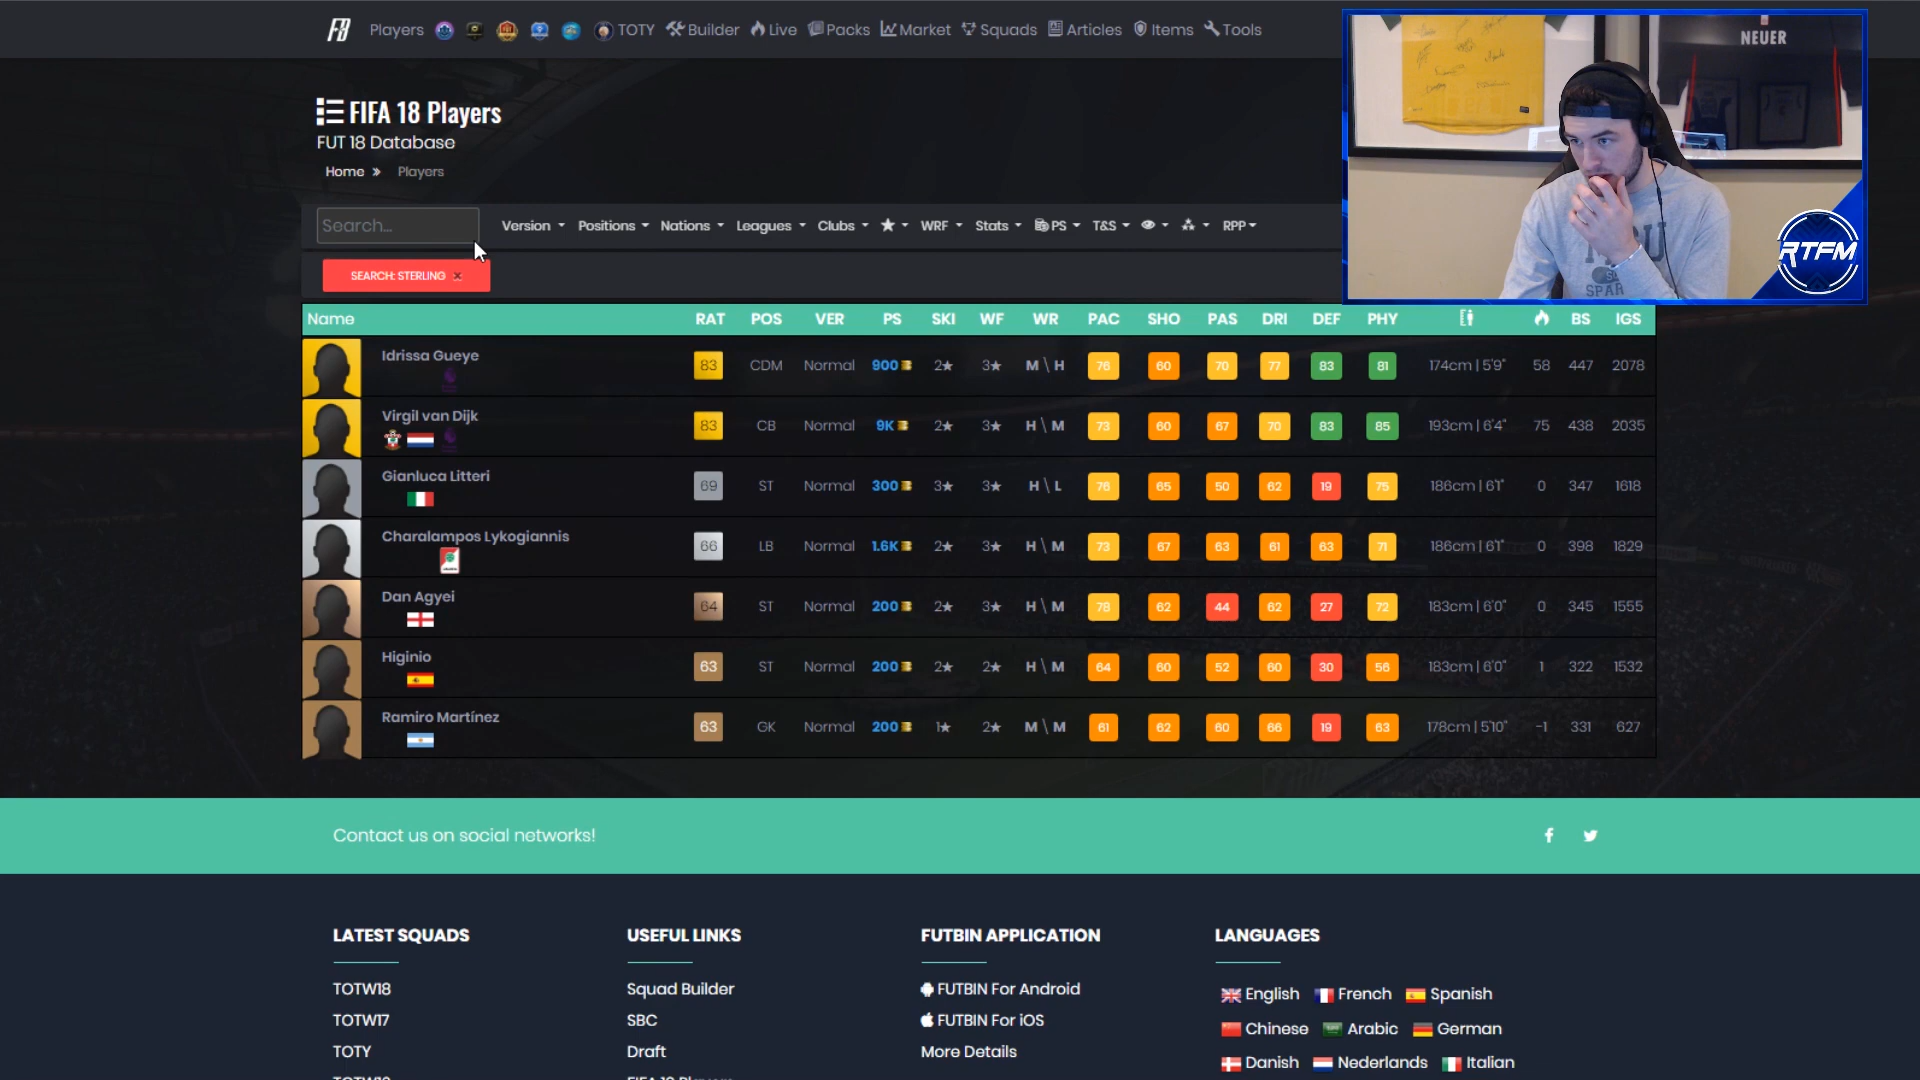 Players TOTY Builder Live Packs Market Squads Articles Items Tools
NEUER
FIFA 18 Players
FUT 18 Database
Home » Players
Search...
Version Positions Nations Leagues Clubs ★ WRF Stats PS T&S RPP
RTFM
SPAR
SEARCH: STERLING ×
Name RAT POS VER PS SKI WF WR PAC SHO PAS DRI DEF PHY BS IGS
Idrissa Gueye 83 CDM Normal 900 2★ 3★ M \ H 76 60 70 77 83 81 174cm | 5'9" 58 447 2078
Virgil van Dijk 83 CB Normal 9K 2★ 3★ H \ M 73 60 67 70 83 85 193cm | 6'4" 75 438 2035
Gianluca Litteri 69 ST Normal 300 3★ 3★ H \ L 76 65 50 62 19 75 186cm | 6'1" 0 347 1618
Charalampos Lykogiannis 66 LB Normal 1.6K 2★ 3★ H \ M 73 67 63 61 63 71 186cm | 6'1" 0 398 1829
Dan Agyei 64 ST Normal 200 2★ 3★ H \ M 78 62 44 62 27 72 183cm | 6'0" 0 345 1555
Higinio 63 ST Normal 200 2★ 2★ H \ M 64 60 52 60 30 56 183cm | 6'0" 1 322 1532
Ramiro Martínez 63 GK Normal 200 1★ 2★ M \ M 61 62 60 66 19 63 178cm | 5'10" -1 331 627
Contact us on social networks!
LATEST SQUADS USEFUL LINKS FUTBIN APPLICATION LANGUAGES
TOTW18 Squad Builder FUTBIN For Android English French Spanish
TOTW17 SBC FUTBIN For iOS Chinese Arabic German
TOTY Draft More Details Danish Nederlands Italian